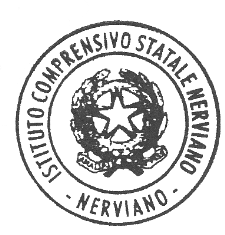 ISTITUTO COMPRENSIVO STATALE NERVIANO
- NERVIANO -